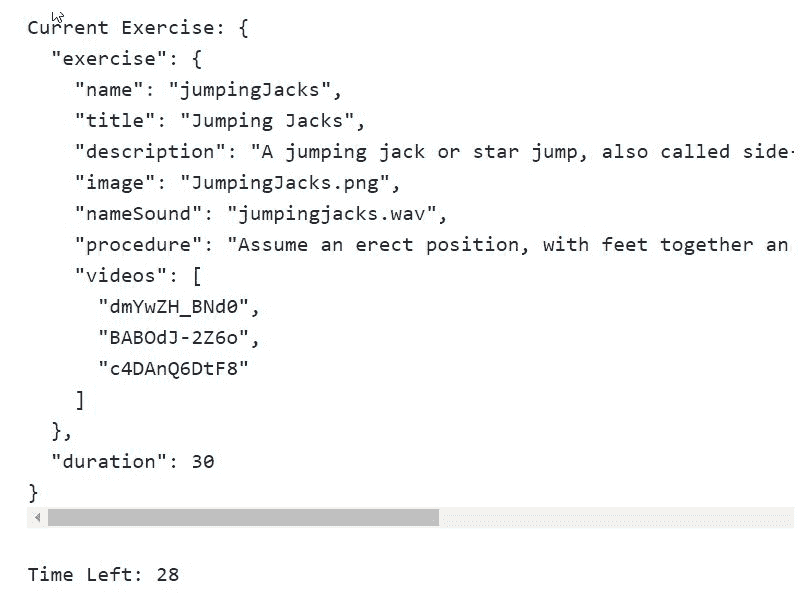 Current Exercise: {
  "exercise": {
    "name": "jumpingJacks",
    "title": "Jumping Jacks",
    "description": "A jumping jack or star jump, also called side-
    "image": "JumpingJacks.png",
    "nameSound": "jumpingjacks.wav",
    "procedure": "Assume an erect position, with feet together an
    "videos": [
      "dmYwZH_BNd0",
      "BABOdJ-2Z6o",
      "c4DAnQ6DtF8"
    ]
  },
  "duration": 30
}
Time Left: 28